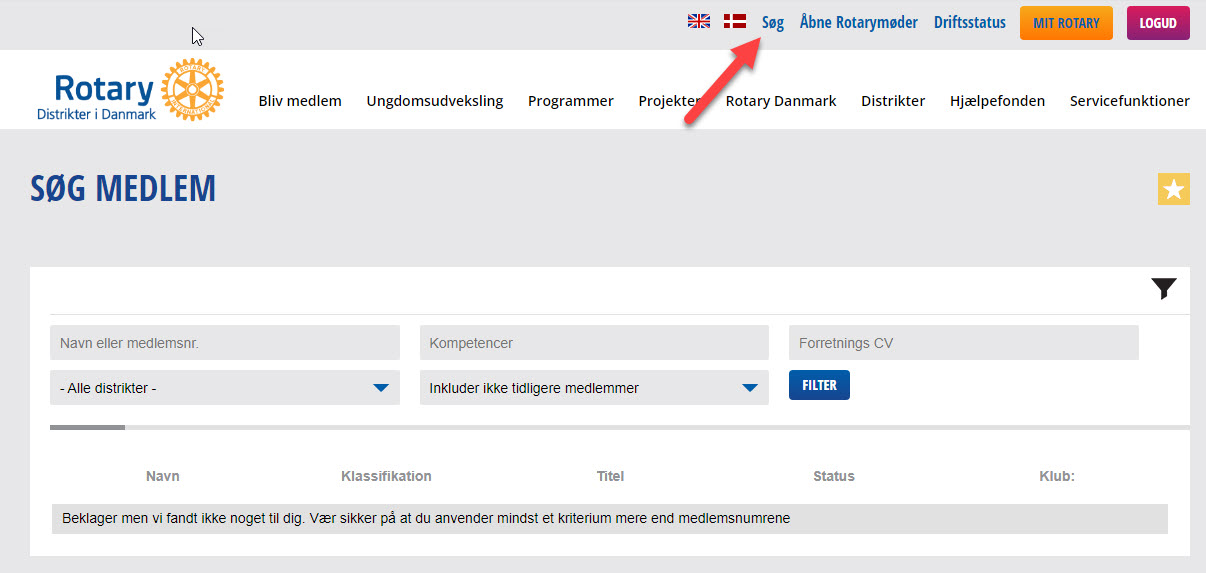 Søg Åbne Rotarymøder Driftsstatus MIT ROTARY LOGUD
Rotary
Distrikter i Danmark
Bliv medlem Ungdomsudveksling Programmer Projekter Rotary Danmark Distrikter Hjælpefonden Servicefunktioner
SØG MEDLEM
Navn eller medlemsnr. Kompetencer Forretnings CV
- Alle distrikter - Inkluder ikke tidligere medlemmer FILTER
Navn Klassifikation Titel Status Klub:
Beklager men vi fandt ikke noget til dig. Vær sikker på at du anvender mindst et kriterium mere end medlemsnumrene